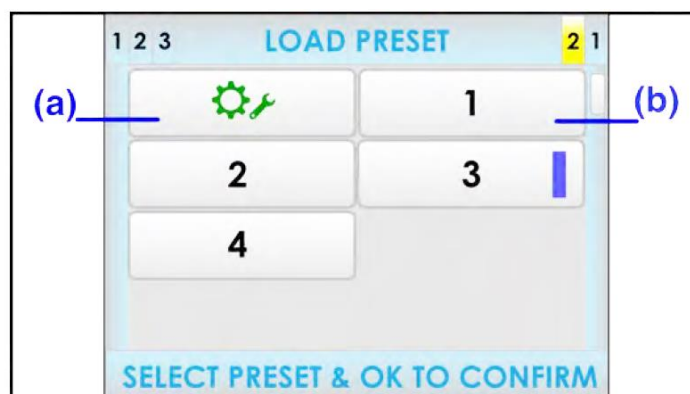 1 2 3 LOAD PRESET 2 1
(a) 1 (b)
2 3
4
SELECT PRESET & OK TO CONFIRM